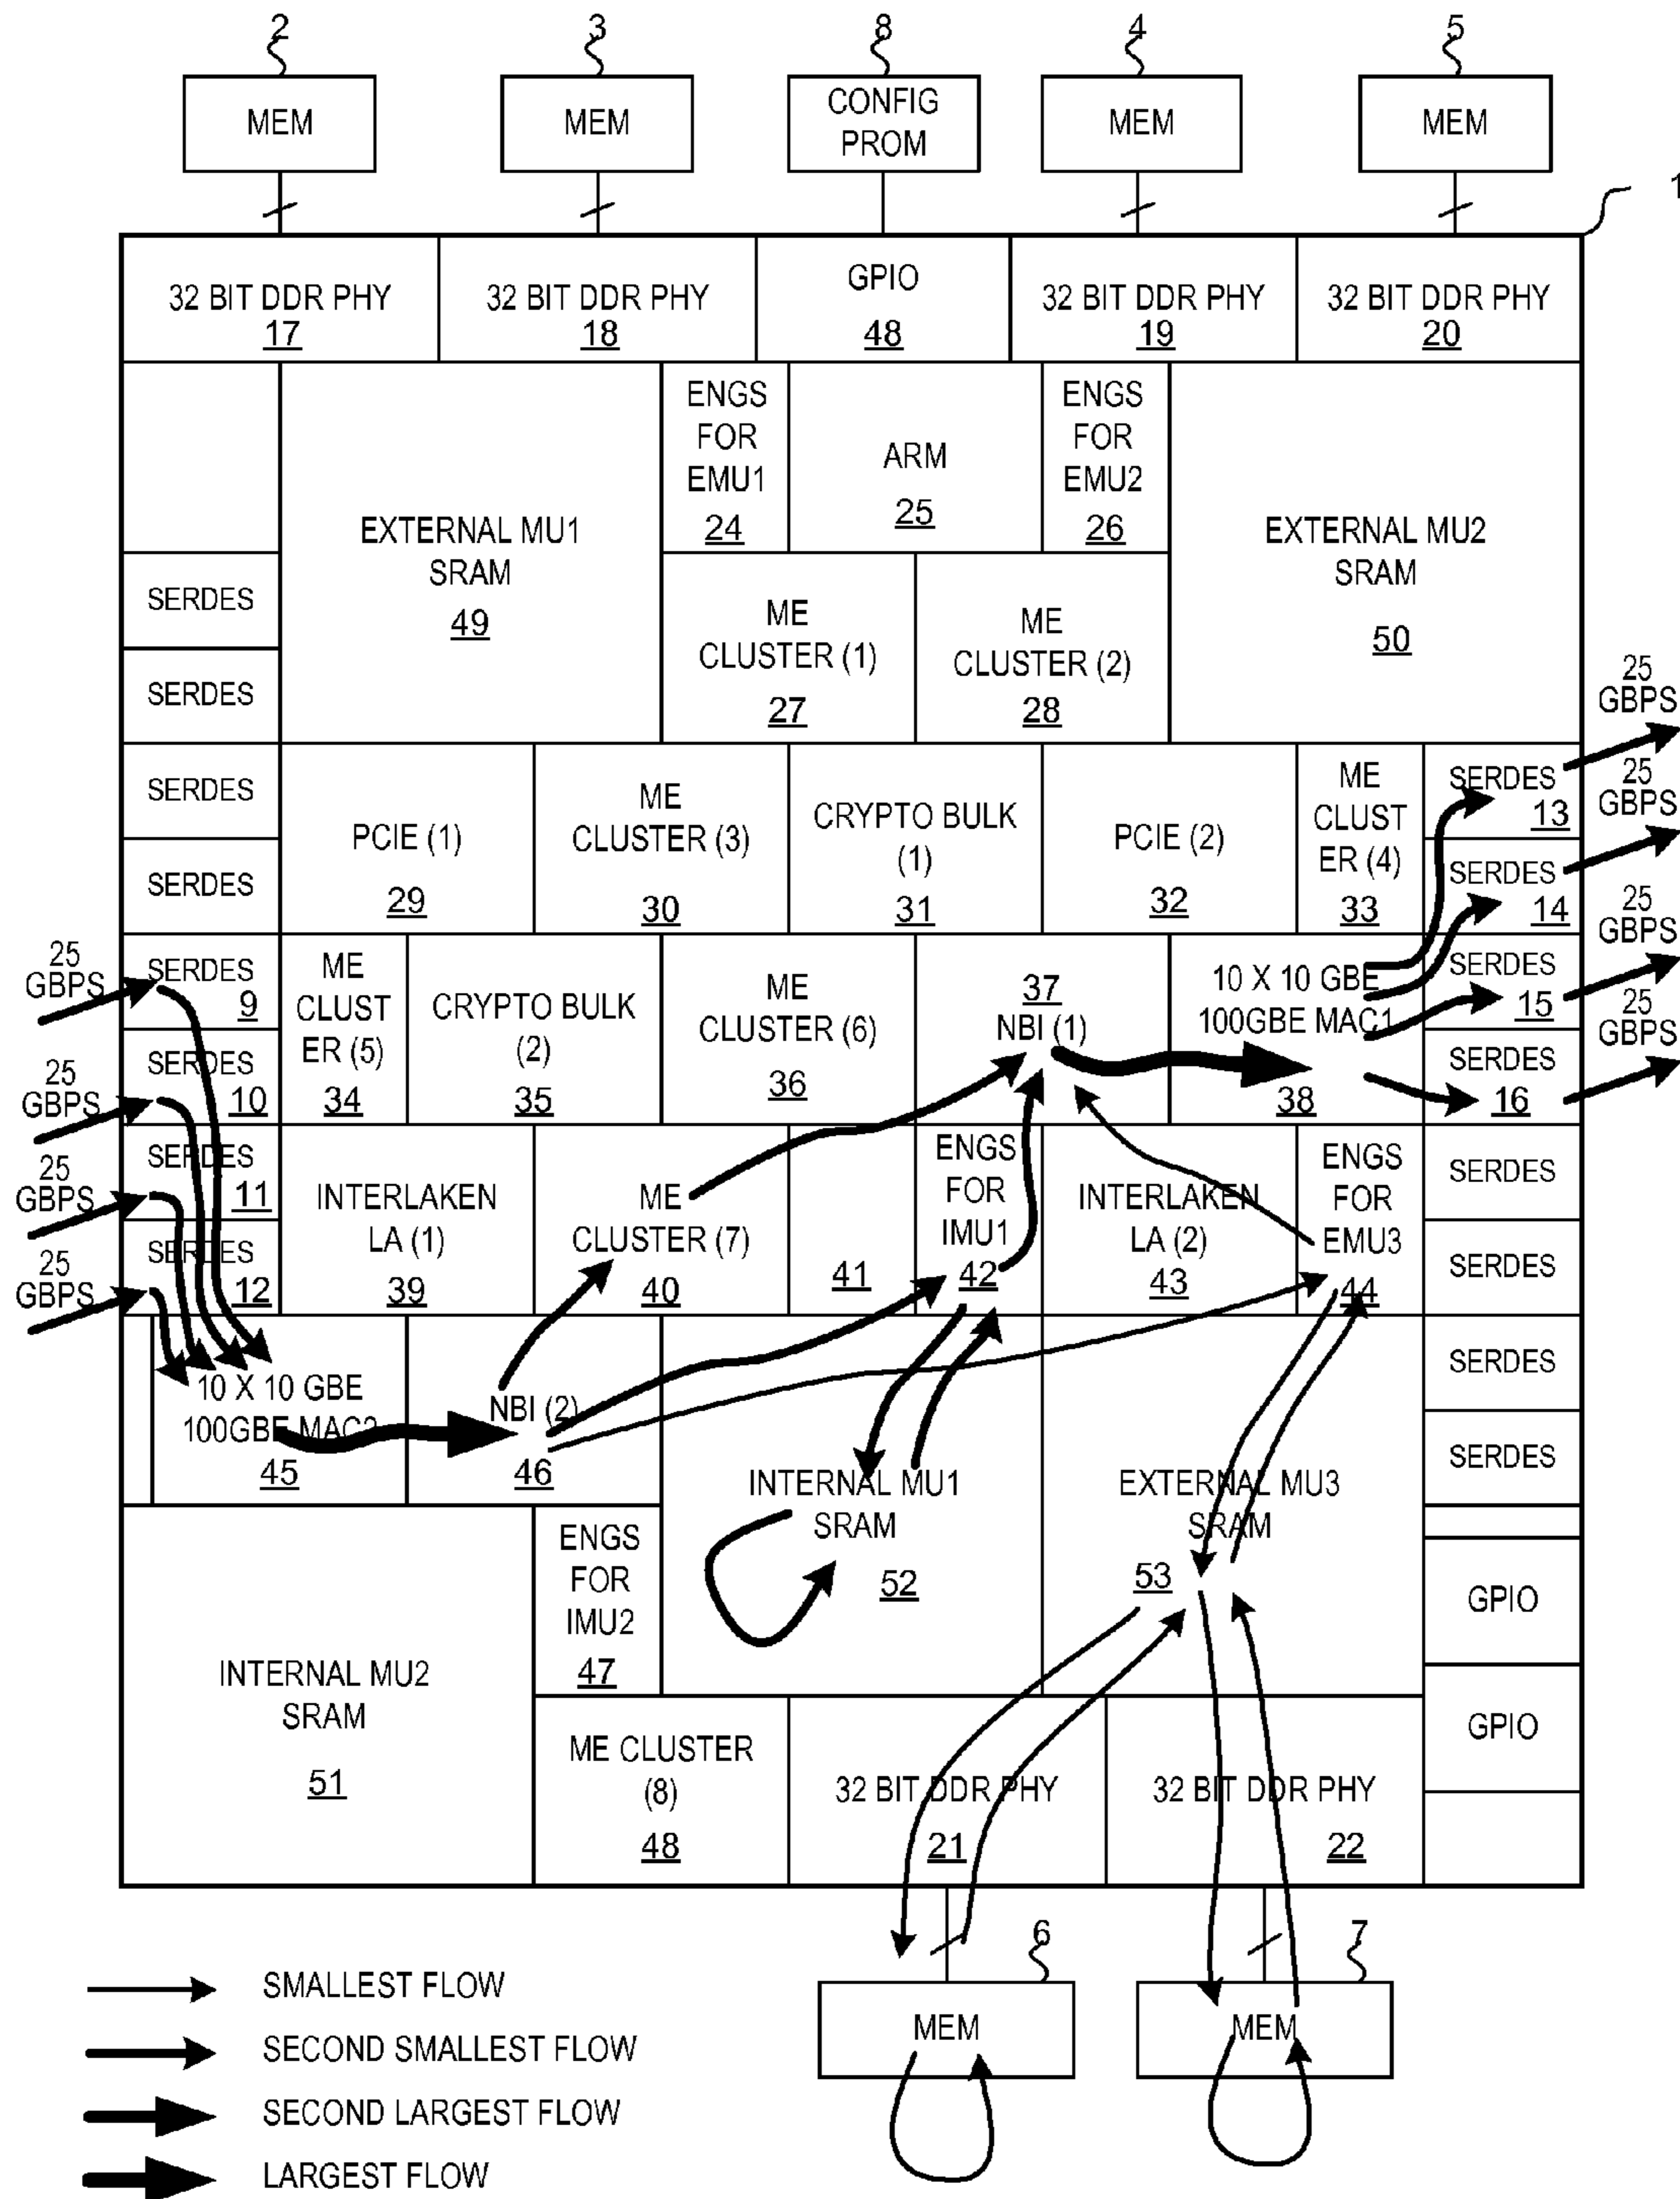 2
3
8
4
5
MEM
MEM
CONFIG
PROM
MEM
MEM
1
32 BIT DDR PHY
17
32 BIT DDR PHY
18
GPIO
48
32 BIT DDR PHY
19
32 BIT DDR PHY
20
EXTERNAL MU1
SRAM
49
ENGS
FOR
EMU1
24
ARM
25
ENGS
FOR
EMU2
26
EXTERNAL MU2
SRAM
50
SERDES
SERDES
ME
CLUSTER (1)
27
ME
CLUSTER (2)
28
SERDES
SERDES
PCIE (1)
29
ME
CLUSTER (3)
30
CRYPTO BULK
(1)
31
PCIE (2)
32
ME
CLUST
ER (4)
33
SERDES
13
SERDES
14
25
GBPS
25
GBPS
25
GBPS
25
GBPS
25
GBPS
25
GBPS
25
GBPS
25
GBPS
SERDES
9
SERDES
10
ME
CLUST
ER (5)
34
CRYPTO BULK
(2)
35
ME
CLUSTER (6)
36
37
NBI (1)
10 X 10 GBE
100GBE MAC1
38
SERDES
15
SERDES
16
SERDES
11
SERDES
12
INTERLAKEN
LA (1)
39
ME
CLUSTER (7)
40
41
ENGS
FOR
IMU1
42
INTERLAKEN
LA (2)
43
ENGS
FOR
EMU3
44
SERDES
SERDES
10 X 10 GBE
100GBE MAC2
45
NBI (2)
46
INTERNAL MU1
SRAM
52
EXTERNAL MU3
SRAM
53
SERDES
SERDES
INTERNAL MU2
SRAM
51
ENGS
FOR
IMU2
47
GPIO
GPIO
ME CLUSTER
(8)
48
32 BIT DDR PHY
21
32 BIT DDR PHY
22
6
7
MEM
MEM
SMALLEST FLOW
SECOND SMALLEST FLOW
SECOND LARGEST FLOW
LARGEST FLOW